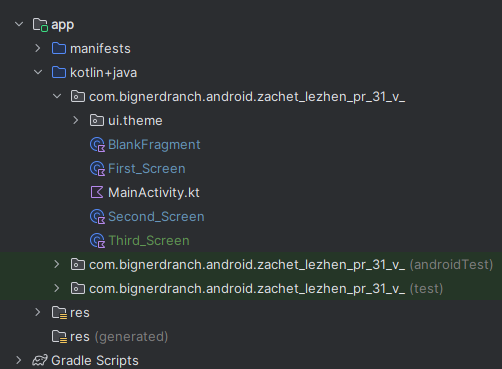 app
manifests
kotlin+java
com.bignerdranch.android.zachet_lezhen_pr_31_v_
ui.theme
BlankFragment
First_Screen
MainActivity.kt
Second_Screen
Third_Screen
com.bignerdranch.android.zachet_lezhen_pr_31_v_ (androidTest)
com.bignerdranch.android.zachet_lezhen_pr_31_v_ (test)
res
res (generated)
Gradle Scripts